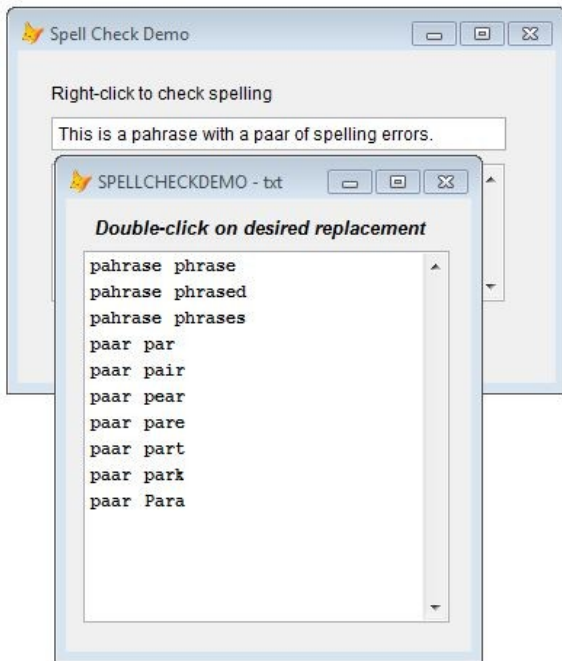 Spell Check Demo
Right-click to check spelling
This is a pahrase with a paar of spelling errors.
SPELLCHECKDEMO - txt
Double-click on desired replacement
pahrase phrase
pahrase phrased
pahrase phrases
paar par
paar pair
paar pear
paar pare
paar part
paar park
paar Para